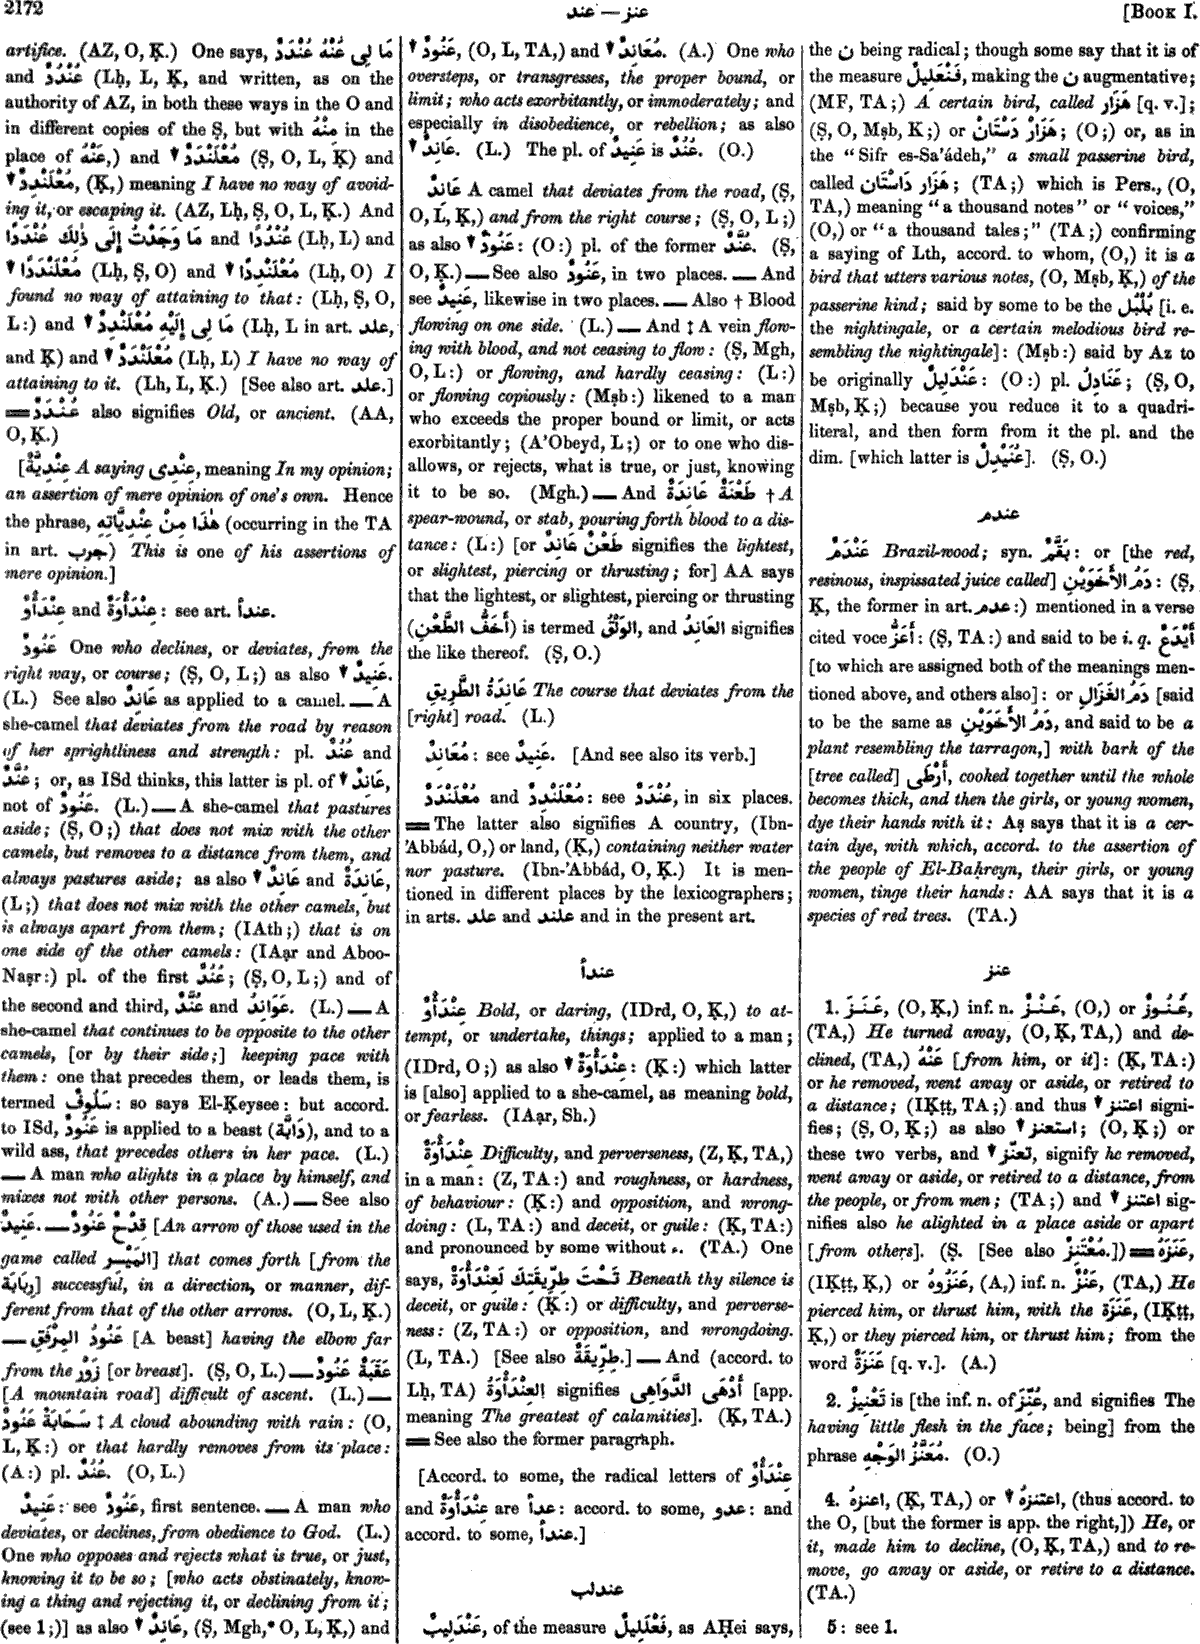 2172
عند — عنز
[BOOK I.
artifice. (AZ, O, Ḳ.) One says, مَا لِى عَنْهُ عُنْدَدٌ
and عُنْدُدٌ (Lḥ, L, Ḳ, and written, as on the
authority of AZ, in both these ways in the O and
in different copies of the Ṣ, but with مِنْهُ in the
place of عَنْهُ,) and ▼ مُعْلَنْدَدٌ (Ṣ, O, L, Ḳ) and
▼ مُعْلَنْدِدٌ, (Ḳ,) meaning I have no way of avoid-
ing it, or escaping it. (AZ, Lḥ, Ṣ, O, L, Ḳ.) And
مَا وَجَدْتُ إِلَى ذٰلِكَ عُنْدَدًا and عُنْدُدًا (Lḥ, L) and
▼ مُعْلَنْدَدًا (Lḥ, Ṣ, O) and ▼ مُعْلَنْدِدًا (Lḥ, O) I
found no way of attaining to that: (Lḥ, Ṣ, O,
L:) and ▼ مَا لِى إِلَيْهِ مُعْلَنْدِدٌ (Lḥ, L in art. علد,
and Ḳ) and ▼ مُعْلَنْدَدٌ (Lḥ, L) I have no way of
attaining to it. (Lh, L, Ḳ.) [See also art. علد.]
═ عُنْدَدٌ also signifies Old, or ancient. (AA,
O, Ḳ.)
[عِنْدِيَّةٌ A saying عِنْدِى, meaning In my opinion;
an assertion of mere opinion of one's own. Hence
the phrase, هٰذَا مِنْ عِنْدِيَّاتِهِ (occurring in the TA
in art. جرب) This is one of his assertions of
mere opinion.]
عِنْدَأْوٌ and عِنْدَأْوَةٌ: see art. عندأ.
عَنُودٌ One who declines, or deviates, from the
right way, or course; (Ṣ, O, L;) as also ▼ عَنِيدٌ.
(L.) See also عَانِدٌ as applied to a camel. — A
she-camel that deviates from the road by reason
of her sprightliness and strength: pl. عُنُدٌ and
عُنَّدٌ; or, as ISd thinks, this latter is pl. of ▼ عَانِدٌ,
not of عَنُودٌ. (L.) — A she-camel that pastures
aside; (Ṣ, O;) that does not mix with the other
camels, but removes to a distance from them, and
always pastures aside; as also ▼ عَانِدٌ and عَانِدَةٌ,
(L;) that does not mix with the other camels, but
is always apart from them; (IAth;) that is on
one side of the other camels: (IAạr and Aboo-
Naṣr:) pl. of the first عُنُدٌ; (Ṣ, O, L;) and of
the second and third, عُنَّدٌ and عَوَانِدُ. (L.) — A
she-camel that continues to be opposite to the other
camels, [or by their side;] keeping pace with
them: one that precedes them, or leads them, is
termed سَلُوفٌ: so says El-Ḳeysee: but accord.
to ISd, عَنُودٌ is applied to a beast (دَابَّة), and to a
wild ass, that precedes others in her pace. (L.)
— A man who alights in a place by himself, and
mixes not with other persons. (A.) — See also
عَنِيدٌ. — قِدْحٌ عَنُودٌ [An arrow of those used in the
game called المَيْسِر] that comes forth [from the
رِبَابَة] successful, in a direction, or manner, dif-
ferent from that of the other arrows. (O, L, Ḳ.)
— عَنُودُ المِرْفَقِ [A beast] having the elbow far
from the زَوْر [or breast]. (Ṣ, O, L.) — عَقَبَةٌ عَنُودٌ
[A mountain road] difficult of ascent. (L.) —
سَحَابَةٌ عَنُودٌ ‡ A cloud abounding with rain: (O,
L, Ḳ:) or that hardly removes from its place:
(A:) pl. عُنُدٌ. (O, L.)
عَنِيدٌ: see عَنُودٌ, first sentence. — A man who
deviates, or declines, from obedience to God. (L.)
One who opposes and rejects what is true, or just,
knowing it to be so; [who acts obstinately, know-
ing a thing and rejecting it, or declining from it;
(see 1;)] as also ▼ عَانِدٌ, (Ṣ, Mgh,* O, L, Ḳ,) and
▼ عَنُودٌ, (O, L, TA,) and ▼ مُعَانِدٌ. (A.) One who
oversteps, or transgresses, the proper bound, or
limit; who acts exorbitantly, or immoderately; and
especially in disobedience, or rebellion; as also
▼ عَانِدٌ. (L.) The pl. of عَنِيدٌ is عُنُدٌ. (O.)
عَانِدٌ A camel that deviates from the road, (Ṣ,
O, L, Ḳ,) and from the right course; (Ṣ, O, L;)
as also ▼ عَنُودٌ: (O:) pl. of the former عُنَّدٌ. (Ṣ,
O, Ḳ.) — See also عَنُودٌ, in two places. — And
see عَنِيدٌ, likewise in two places. — Also † Blood
flowing on one side. (L.) — And ‡ A vein flow-
ing with blood, and not ceasing to flow: (Ṣ, Mgh,
O, L:) or flowing, and hardly ceasing: (L:)
or flowing copiously: (Mṣb:) likened to a man
who exceeds the proper bound or limit, or acts
exorbitantly; (A'Obeyd, L;) or to one who dis-
allows, or rejects, what is true, or just, knowing
it to be so. (Mgh.) — And طَعْنَةٌ عَانِدَةٌ † A
spear-wound, or stab, pouring forth blood to a dis-
tance: (L:) [or طَعْنٌ عَانِدٌ signifies the lightest,
or slightest, piercing or thrusting; for] AA says
that the lightest, or slightest, piercing or thrusting
(أَخَفُّ الطَّعْنِ) is termed الوَلْقُ, and العَانِدُ signifies
the like thereof. (Ṣ, O.)
عَانِدَةُ الطَّرِيقِ The course that deviates from the
[right] road. (L.)
مُعَانِدٌ: see عَنِيدٌ. [And see also its verb.]
مُعْلَنْدَدٌ and مُعْلَنْدِدٌ: see عُنْدَدٌ, in six places.
═ The latter also signifies A country, (Ibn-
'Abbád, O,) or land, (Ḳ,) containing neither water
nor pasture. (Ibn-'Abbád, O, Ḳ.) It is men-
tioned in different places by the lexicographers;
in arts. علد and علند and in the present art.
عندأ
عِنْدَأْوٌ Bold, or daring, (IDrd, O, Ḳ,) to at-
tempt, or undertake, things; applied to a man;
(IDrd, O;) as also ▼ عِنْدَأْوَةٌ: (Ḳ:) which latter
is [also] applied to a she-camel, as meaning bold,
or fearless. (IAạr, Sh.)
عِنْدَأْوَةٌ Difficulty, and perverseness, (Z, Ḳ, TA,)
in a man: (Z, TA:) and roughness, or hardness,
of behaviour: (Ḳ:) and opposition, and wrong-
doing: (L, TA:) and deceit, or guile: (Ḳ, TA:)
and pronounced by some without ء. (TA.) One
says, تَحْتَ طِرِّيقَتِكَ لَعِنْدَأْوَةٌ Beneath thy silence is
deceit, or guile: (Ḳ:) or difficulty, and perverse-
ness: (Z, TA:) or opposition, and wrongdoing.
(L, TA.) [See also طِرِّيقَةٌ.] — And (accord. to
Lḥ, TA) العِنْدَأْوَةُ signifies أَدْهَى الدَّوَاهِى [app.
meaning The greatest of calamities]. (Ḳ, TA.)
═ See also the former paragraph.
[Accord. to some, the radical letters of عِنْدَأْوٌ
and عِنْدَأْوَةٌ are عدأ: accord. to some, عدو: and
accord. to some, عندأ.]
عندلب
عَنْدَلِيبٌ, of the measure فَعْلَلِيلٌ, as AḤei says,
the ن being radical; though some say that it is of
the measure فَنْعَلِيلٌ, making the ن augmentative;
(MF, TA;) A certain bird, called هَزَار [q. v.];
(Ṣ, O, Mṣb, K;) or هَزَارْ دَسْتَانْ; (O;) or, as in
the "Sifr es-Sa'ádeh," a small passerine bird,
called هَزَار دَاسْتَان; (TA;) which is Pers., (O,
TA,) meaning "a thousand notes" or "voices,"
(O,) or "a thousand tales;" (TA;) confirming
a saying of Lth, accord. to whom, (O,) it is a
bird that utters various notes, (O, Mṣb, Ḳ,) of the
passerine kind; said by some to be the بُلْبُل [i. e.
the nightingale, or a certain melodious bird re-
sembling the nightingale]: (Mṣb:) said by Az to
be originally عَنْدَلِيلٌ: (O:) pl. عَنَادِلُ; (Ṣ, O,
Mṣb, Ḳ;) because you reduce it to a quadri-
literal, and then form from it the pl. and the
dim. [which latter is عُنَيْدِلٌ]. (Ṣ, O.)
عندم
عَنْدَمٌ Brazil-wood; syn. بَقَّمٌ: or [the red,
resinous, inspissated juice called] دَمُ الأَخَوَيْنِ: (Ṣ,
Ḳ, the former in art. عدم:) mentioned in a verse
cited voce أَعَزُّ: (Ṣ, TA:) and said to be i. q. أَيْدَعٌ
[to which are assigned both of the meanings men-
tioned above, and others also]: or دَمُ الغَزَالِ [said
to be the same as دَمُ الأَخَوَيْنِ, and said to be a
plant resembling the tarragon,] with bark of the
[tree called] أَرْطَى, cooked together until the whole
becomes thick, and then the girls, or young women,
dye their hands with it: Aṣ says that it is a cer-
tain dye, with which, accord. to the assertion of
the people of El-Baḥreyn, their girls, or young
women, tinge their hands: AA says that it is a
species of red trees. (TA.)
عنز
1. عَنَزَ, (O, Ḳ,) inf. n. عَنْزٌ, (O,) or عُنُوزٌ,
(TA,) He turned away, (O, Ḳ, TA,) and de-
clined, (TA,) عَنْهُ [from him, or it]: (Ḳ, TA:)
or he removed, went away or aside, or retired to
a distance; (IḲṭṭ, TA;) and thus ▼ اعتنز signi-
fies; (Ṣ, O, Ḳ;) as also ▼ استعنز; (O, Ḳ;) or
these two verbs, and ▼ تعنّز, signify he removed,
went away or aside, or retired to a distance, from
the people, or from men; (TA;) and ▼ اعتنز sig-
nifies also he alighted in a place aside or apart
[from others]. (Ṣ. [See also مُعْتَنِزٌ.]) ═ عَنَزَهُ,
(IḲṭṭ, Ḳ,) or عَنَزُوهُ, (A,) inf. n. عَنْزٌ, (TA,) He
pierced him, or thrust him, with the عَنَزَة, (IḲṭṭ,
Ḳ,) or they pierced him, or thrust him; from the
word عَنَزَةٌ [q. v.]. (A.)
2. تَعْنِيزٌ is [the inf. n. of عُنِّزَ, and signifies The
having little flesh in the face; being] from the
phrase مُعَنَّزُ الوَجْهِ. (O.)
4. اعنزهُ, (Ḳ, TA,) or ▼ اعتنزهُ, (thus accord. to
the O, [but the former is app. the right,]) He, or
it, made him to decline, (O, Ḳ, TA,) and to re-
move, go away or aside, or retire to a distance.
(TA.)
5: see 1.